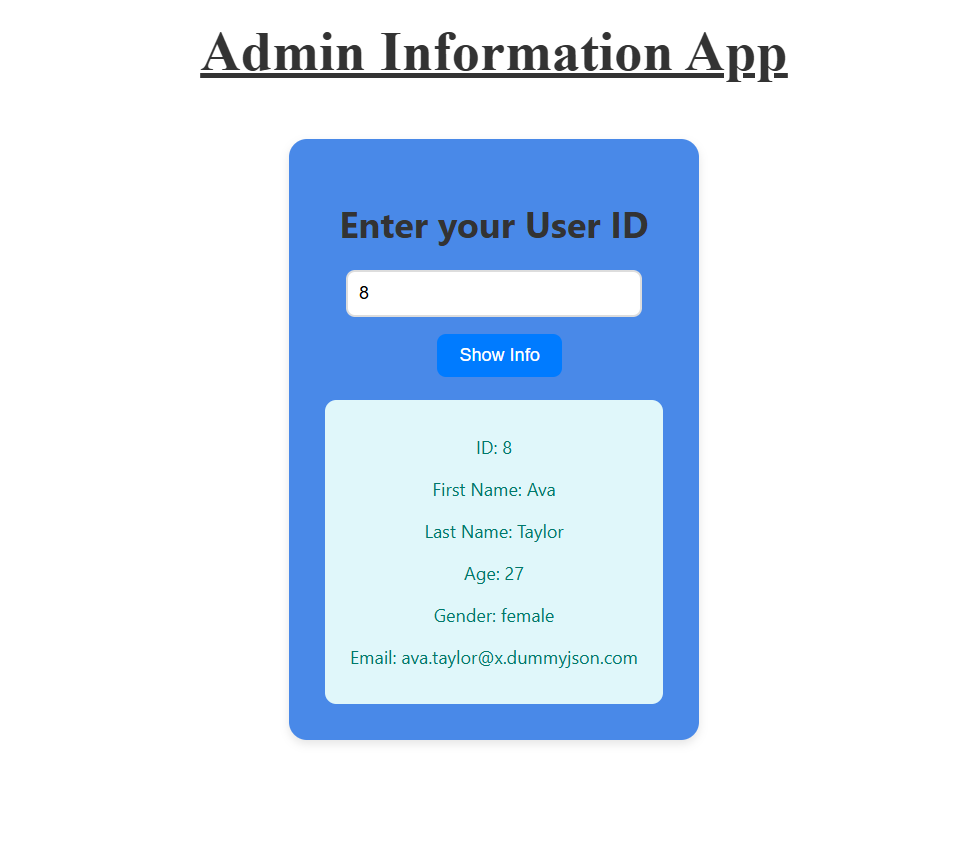 Admin Information App
Enter your User ID
8
Show Info
ID: 8
First Name: Ava
Last Name: Taylor
Age: 27
Gender: female
Email: ava.taylor@x.dummyjson.com